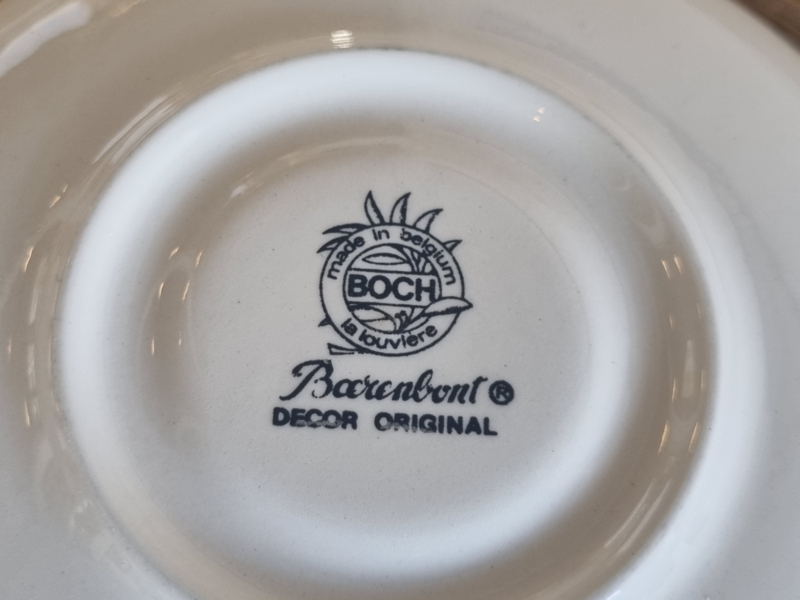 made in belgium
BOCH
la louvière
Boerenbont ®
DECOR ORIGINAL